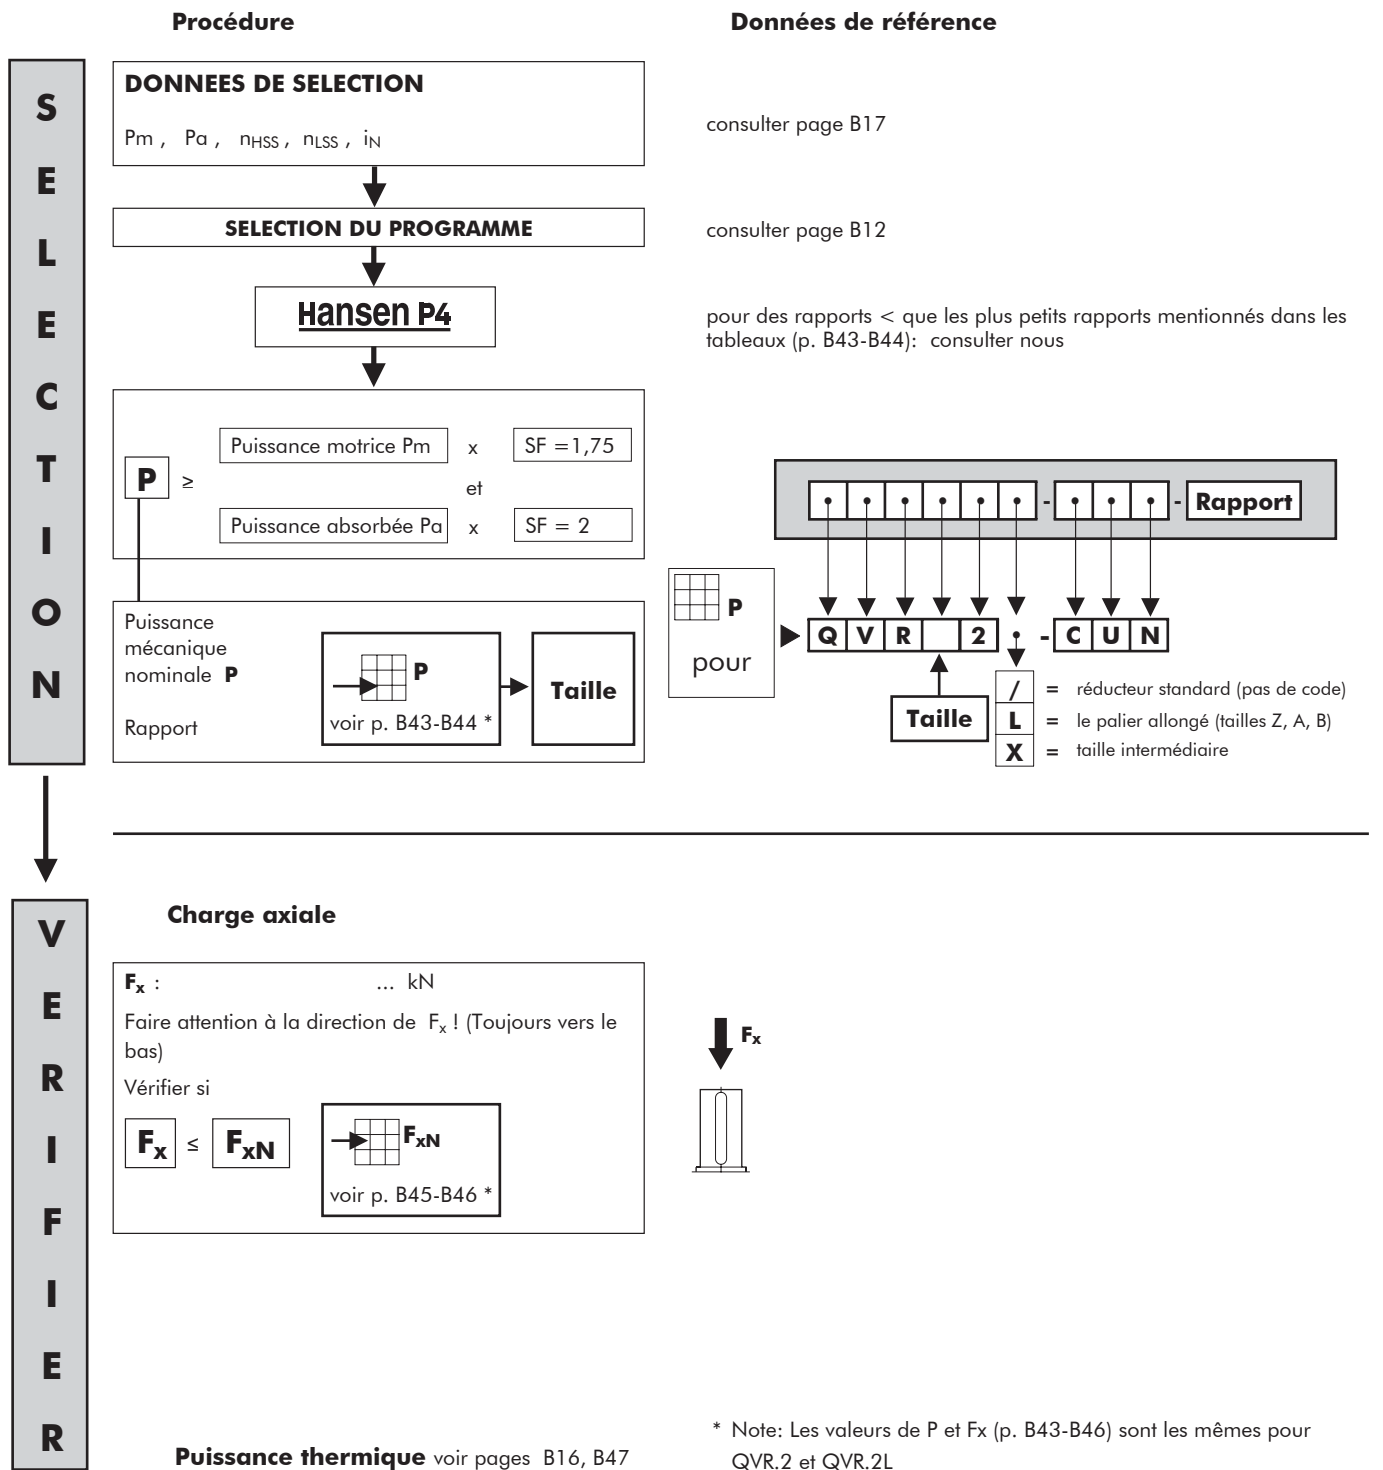 Procédure
Données de référence
SELECTION
DONNEES DE SELECTION
Pm , Pa , nHSS , nLSS , iN
consulter page B17
SELECTION DU PROGRAMME
consulter page B12
Hansen P4
pour des rapports < que les plus petits rapports mentionnés dans les
tableaux (p. B43-B44): consulter nous
P ≥
Puissance motrice Pm x SF =1,75
et
Puissance absorbée Pa x SF = 2
Puissance
mécanique
nominale P
Rapport
P
voir p. B43-B44 *
Taille
- - Rapport
P
pour
Q V R 2 - C U N
Taille
/ = réducteur standard (pas de code)
L = le palier allongé (tailles Z, A, B)
X = taille intermédiaire
VERIFIER
Charge axiale
Fx : ... kN
Faire attention à la direction de Fx ! (Toujours vers le
bas)
Vérifier si
Fx ≤ FxN
FxN
voir p. B45-B46 *
Fx
Puissance thermique voir pages B16, B47
* Note: Les valeurs de P et Fx (p. B43-B46) sont les mêmes pour
QVR.2 et QVR.2L